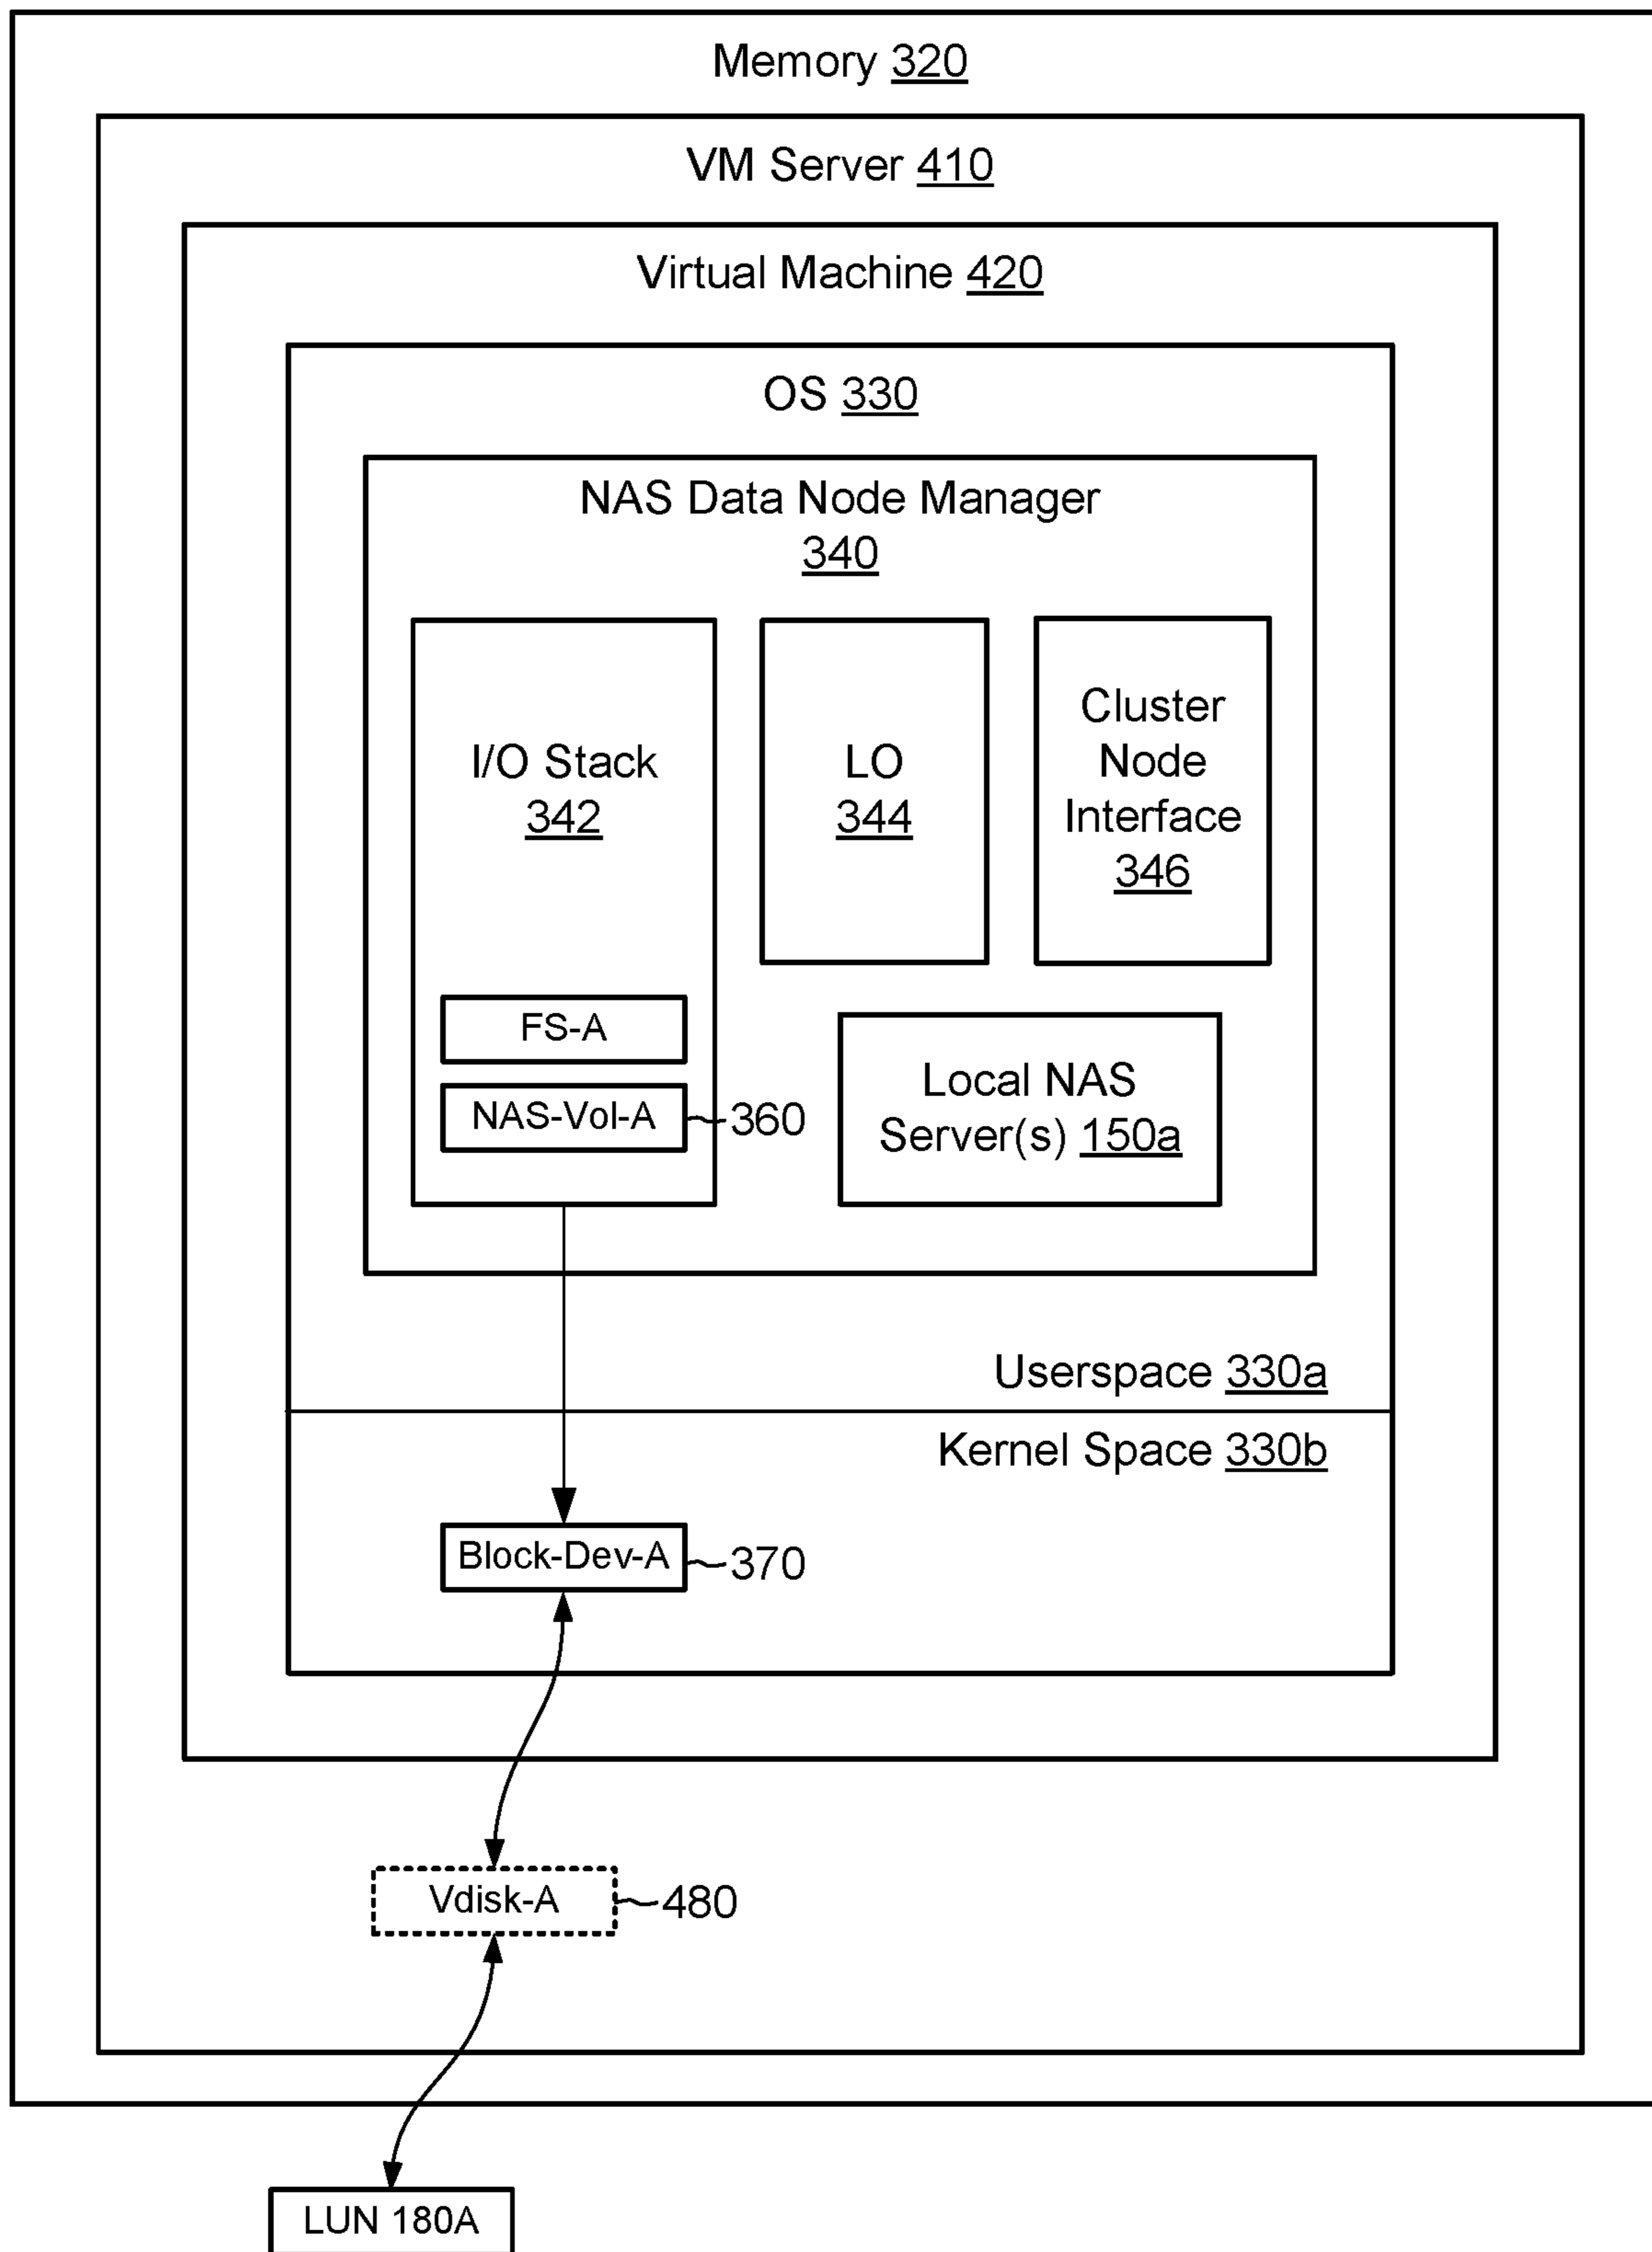 Memory 320
VM Server 410
Virtual Machine 420
OS 330
NAS Data Node Manager
340
I/O Stack
342
LO
344
Cluster
Node
Interface
346
FS-A
NAS-Vol-A
360
Local NAS
Server(s) 150a
Userspace 330a
Kernel Space 330b
Block-Dev-A
370
Vdisk-A
480
LUN 180A